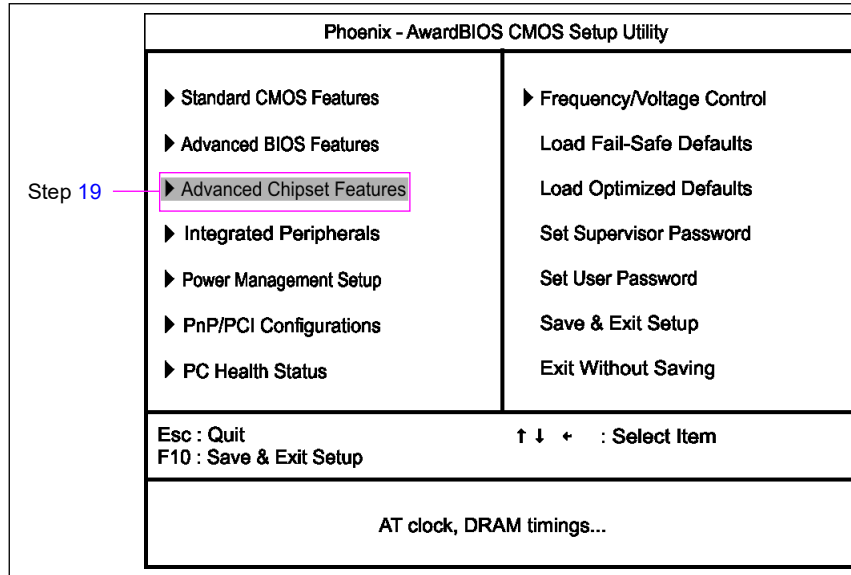 Phoenix - AwardBIOS CMOS Setup Utility
Standard CMOS Features
Advanced BIOS Features
Step 19
Advanced Chipset Features
Integrated Peripherals
Power Management Setup
PnP/PCI Configurations
PC Health Status
Frequency/Voltage Control
Load Fail-Safe Defaults
Load Optimized Defaults
Set Supervisor Password
Set User Password
Save & Exit Setup
Exit Without Saving
Esc : Quit
F10 : Save & Exit Setup
↑ ↓ ← : Select Item
AT clock, DRAM timings...